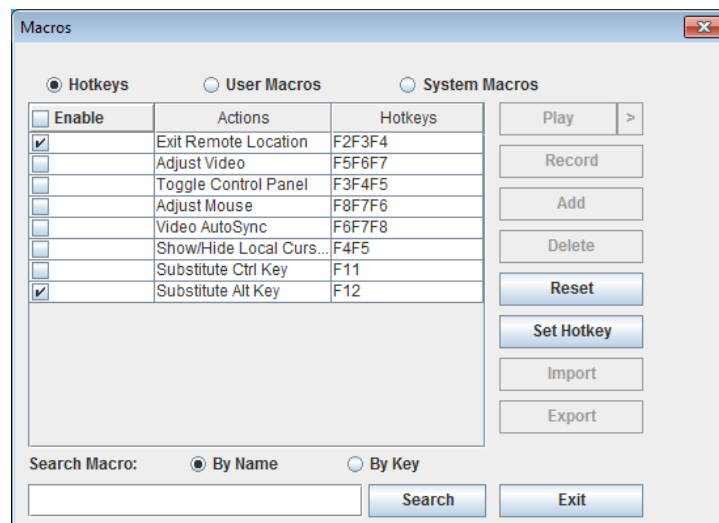 Macros
Hotkeys User Macros System Macros
Enable Actions Hotkeys Play >
Exit Remote Location F2F3F4
Adjust Video F5F6F7 Record
Toggle Control Panel F3F4F5
Adjust Mouse F8F7F6 Add
Video AutoSync F6F7F8
Show/Hide Local Curs... F4F5 Delete
Substitute Ctrl Key F11
Substitute Alt Key F12 Reset
Set Hotkey
Import
Export
Search Macro: By Name By Key
Search Exit